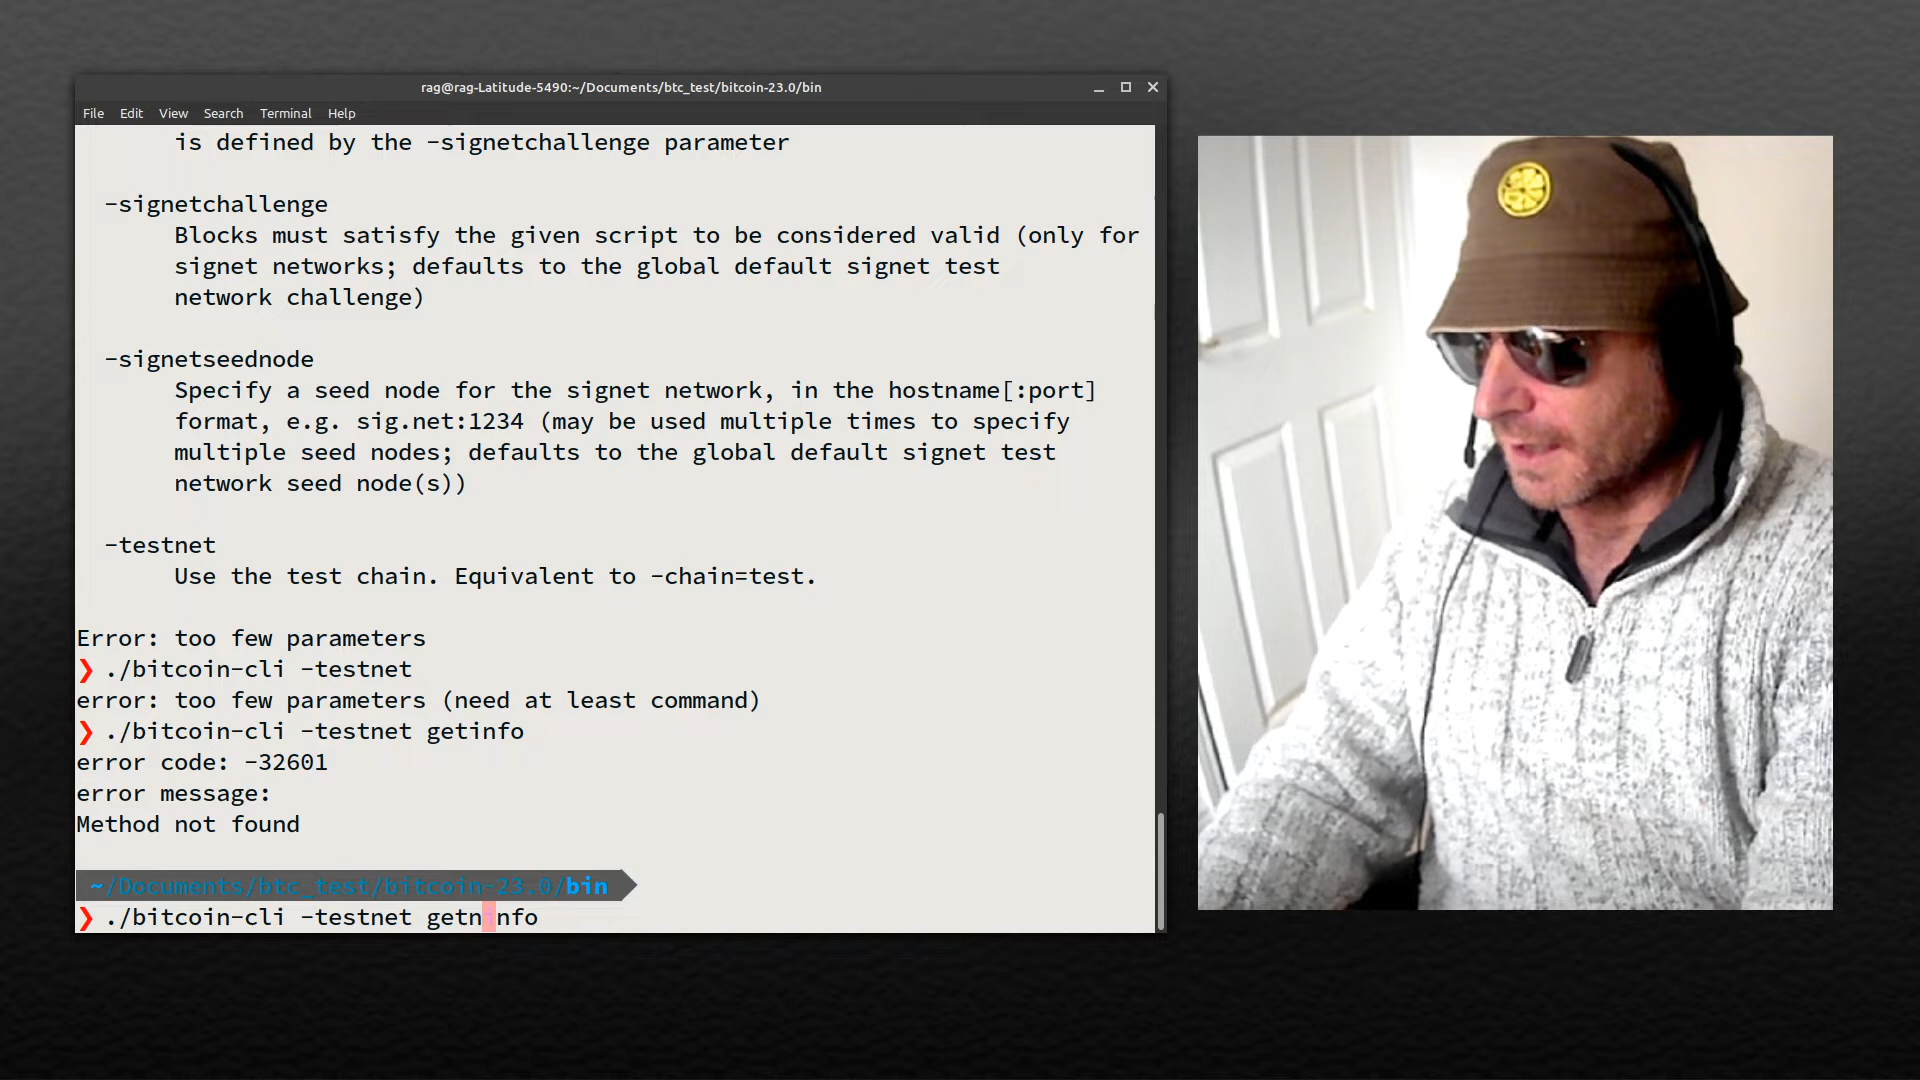 rag@rag-Latitude-5490:~/Documents/btc_test/bitcoin-23.0/bin
File Edit View Search Terminal Help
is defined by the -signetchallenge parameter
-signetchallenge
Blocks must satisfy the given script to be considered valid (only for
signet networks; defaults to the global default signet test
network challenge)
-signetseednode
Specify a seed node for the signet network, in the hostname[:port]
format, e.g. sig.net:1234 (may be used multiple times to specify
multiple seed nodes; defaults to the global default signet test
network seed node(s))
-testnet
Use the test chain. Equivalent to -chain=test.
Error: too few parameters
❯ ./bitcoin-cli -testnet
error: too few parameters (need at least command)
❯ ./bitcoin-cli -testnet getinfo
error code: -32601
error message:
Method not found
~/Documents/btc_test/bitcoin-23.0/bin
❯ ./bitcoin-cli -testnet getninfo